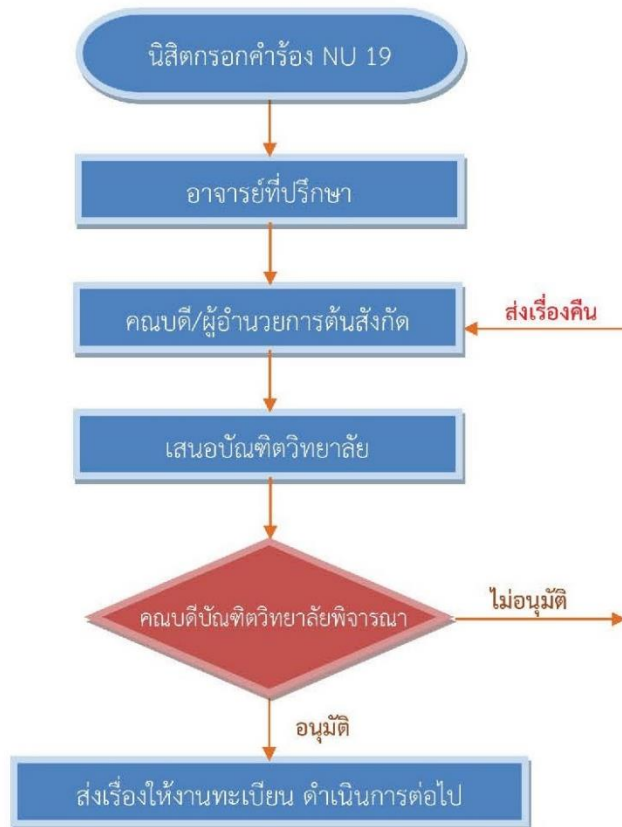 นิสิตกรอกคำร้อง NU 19
อาจารย์ที่ปรึกษา
คณบดี/ผู้อำนวยการต้นสังกัด
ส่งเรื่องคืน
เสนอบัณฑิตวิทยาลัย
คณบดีบัณฑิตวิทยาลัยพิจารณา
ไม่อนุมัติ
อนุมัติ
ส่งเรื่องให้งานทะเบียน ดำเนินการต่อไป